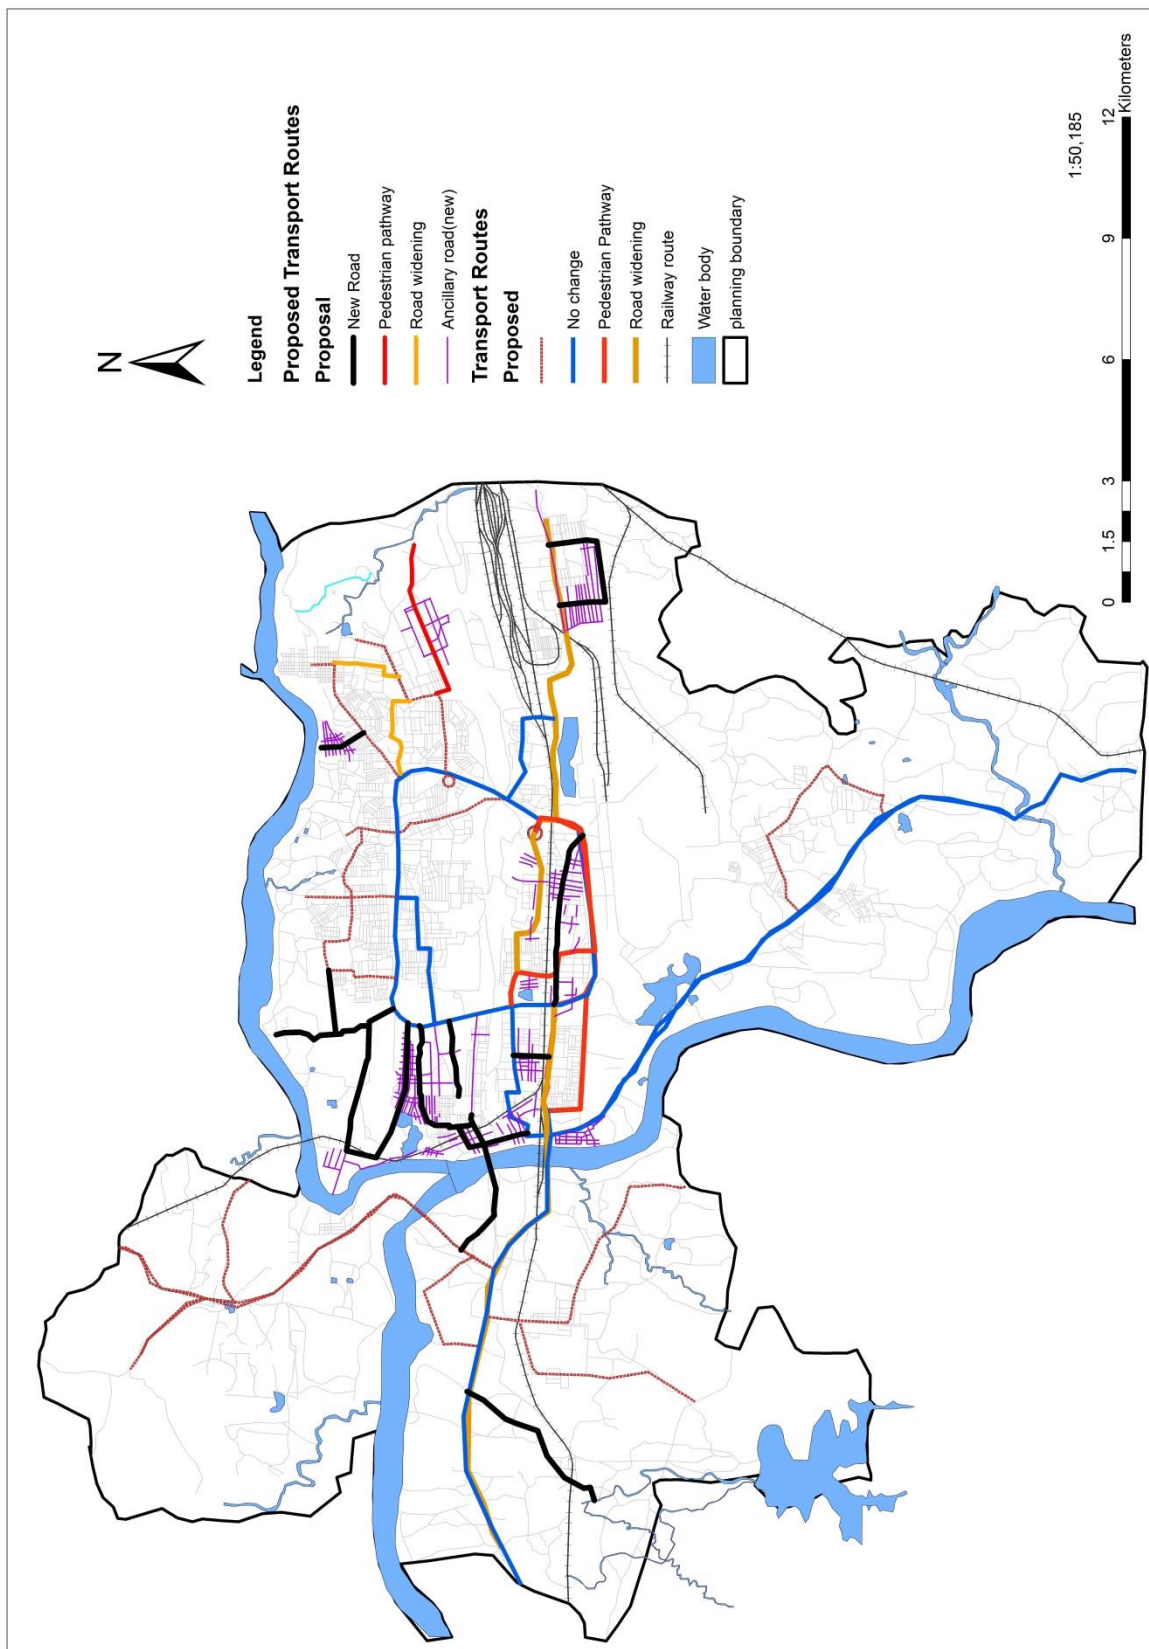 N
Legend
Proposed Transport Routes
Proposal
New Road
Pedestrian pathway
Road widening
Ancillary road(new)
Transport Routes
Proposed
No change
Pedestrian Pathway
Road widening
Railway route
Water body
planning boundary
1:50,185
0 1.5 3 6 9 12
Kilometers